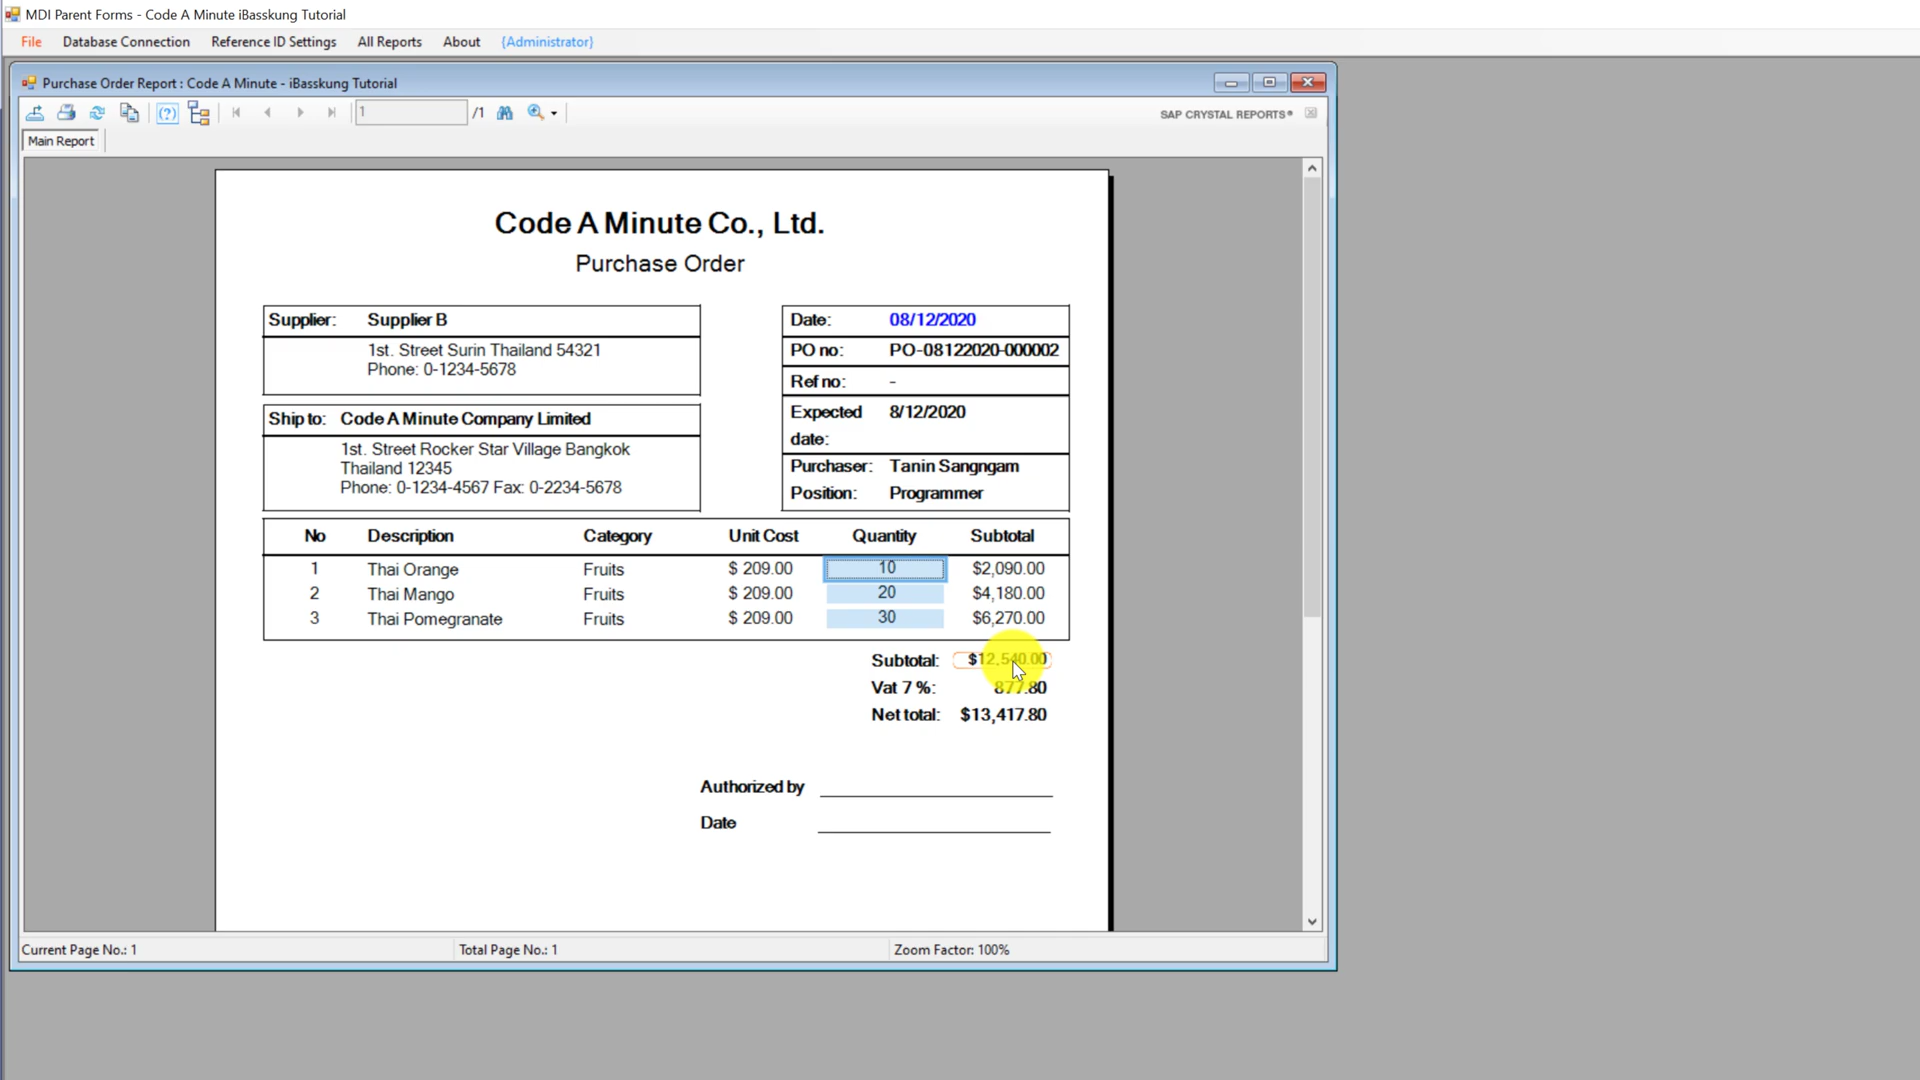 MDI Parent Forms - Code A Minute iBasskung Tutorial
File Database Connection Reference ID Settings All Reports About {Administrator}
Purchase Order Report : Code A Minute - iBasskung Tutorial
1 /1 SAP CRYSTAL REPORTS®
Main Report
Code A Minute Co., Ltd.
Purchase Order
Supplier: Supplier B
1st. Street Surin Thailand 54321
Phone: 0-1234-5678
Ship to: Code A Minute Company Limited
1st. Street Rocker Star Village Bangkok
Thailand 12345
Phone: 0-1234-4567 Fax: 0-2234-5678
Date: 08/12/2020
PO no: PO-08122020-000002
Ref no: -
Expected 8/12/2020
date:
Purchaser: Tanin Sangngam
Position: Programmer
No Description Category Unit Cost Quantity Subtotal
1 Thai Orange Fruits $ 209.00 10 $2,090.00
2 Thai Mango Fruits $ 209.00 20 $4,180.00
3 Thai Pomegranate Fruits $ 209.00 30 $6,270.00
Subtotal: $12,540.00
Vat 7 %: 877.80
Net total: $13,417.80
Authorized by
Date
Current Page No.: 1 Total Page No.: 1 Zoom Factor: 100%